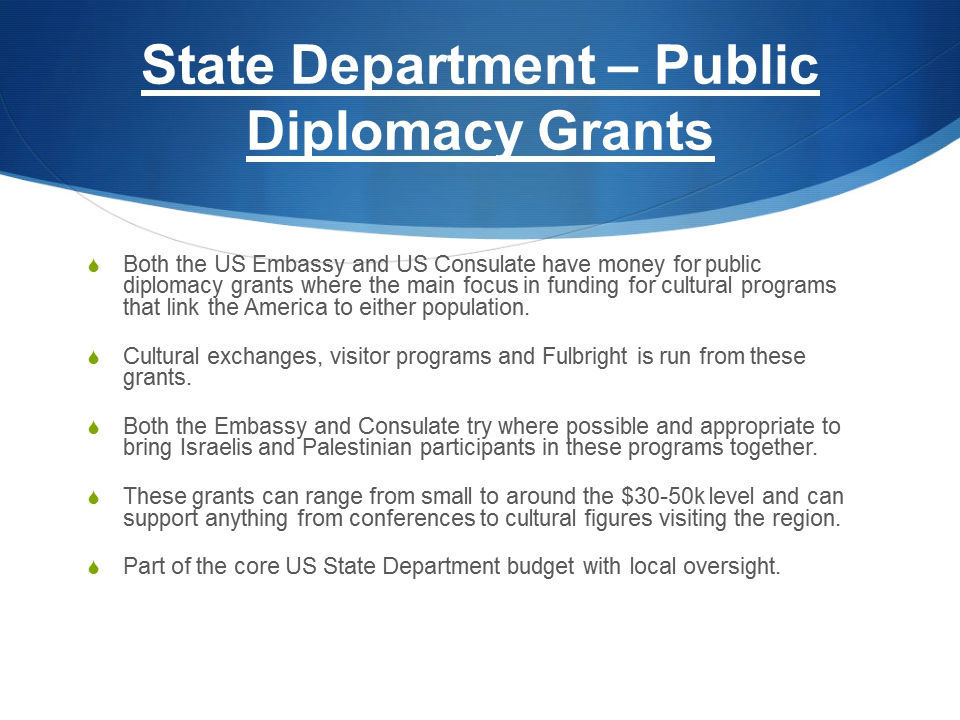 State Department – Public
Diplomacy Grants
Both the US Embassy and US Consulate have money for public
diplomacy grants where the main focus in funding for cultural programs
that link the America to either population.
Cultural exchanges, visitor programs and Fulbright is run from these
grants.
Both the Embassy and Consulate try where possible and appropriate to
bring Israelis and Palestinian participants in these programs together.
These grants can range from small to around the $30-50k level and can
support anything from conferences to cultural figures visiting the region.
Part of the core US State Department budget with local oversight.